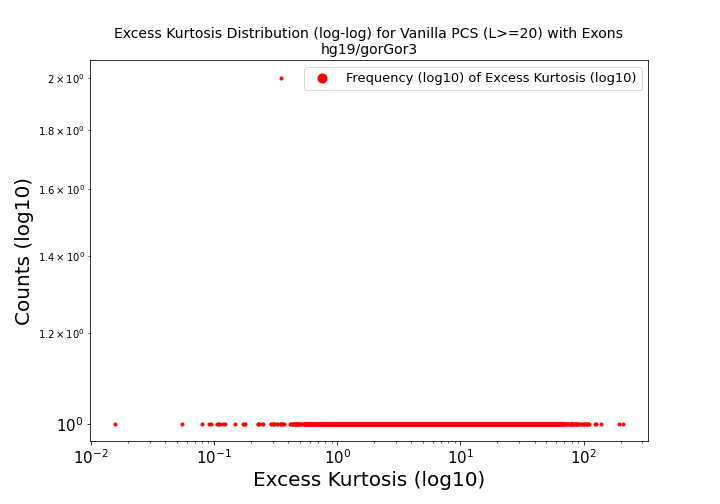 Excess Kurtosis Distribution (log-log) for Vanilla PCS (L>=20) with Exons
hg19/gorGor3
Frequency (log10) of Excess Kurtosis (log10)
Counts (log10)
2 × 10⁰
1.8 × 10⁰
1.6 × 10⁰
1.4 × 10⁰
1.2 × 10⁰
10⁰
10⁻² 10⁻¹ 10⁰ 10¹ 10²
Excess Kurtosis (log10)